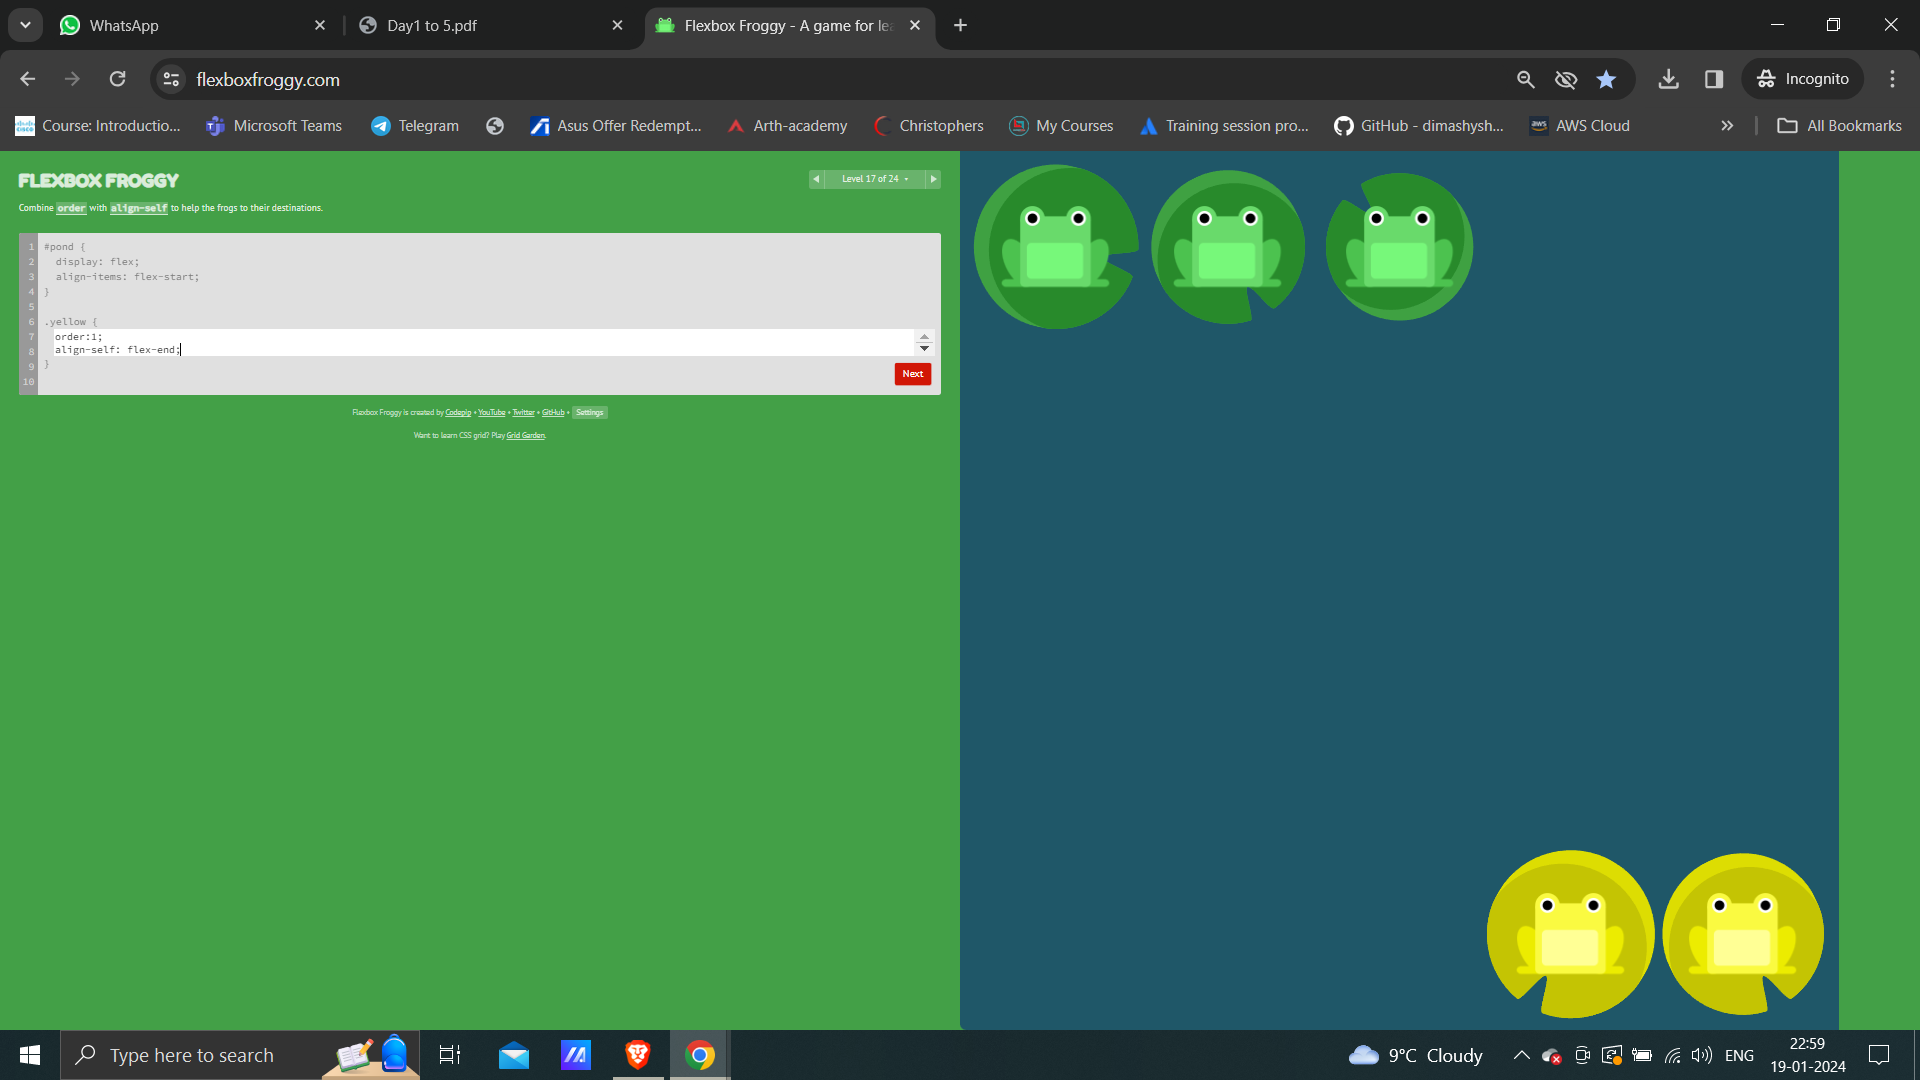 WhatsApp
Day1 to 5.pdf
Flexbox Froggy - A game for le
flexboxfroggy.com
Incognito
Course: Introductio...
Microsoft Teams
Telegram
Asus Offer Redempt...
Arth-academy
Christophers
My Courses
Training session pro...
GitHub - dimashysh...
AWS Cloud
All Bookmarks
FLEXBOX FROGGY
Level 17 of 24
Combine order with align-self to help the frogs to their destinations.
1 #pond {
2 display: flex;
3 align-items: flex-start;
4 }
5
6 .yellow {
7 order:1;
8 align-self: flex-end;
9 }
10
Next
Flexbox Froggy is created by Codepip • YouTube • Twitter • GitHub • Settings
Want to learn CSS grid? Play Grid Garden.
Type here to search
9°C Cloudy
ENG
22:59
19-01-2024